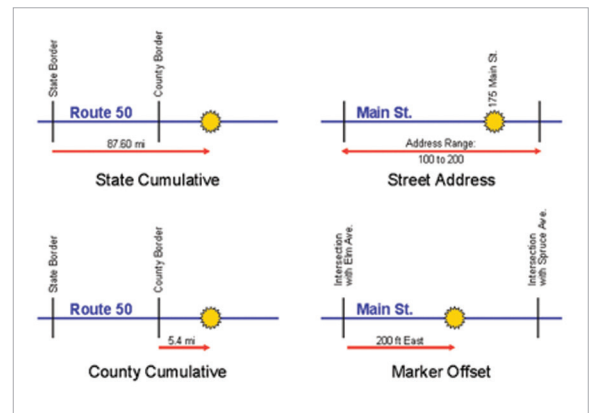 State Border
County Border
Route 50
87.60 mi
State Cumulative
175 Main St.
Main St.
Address Range:
100 to 200
Street Address
State Border
County Border
Route 50
5.4 mi
County Cumulative
Intersection
with Elm Ave.
Intersection
with Spruce Ave.
Main St.
200 ft East
Marker Offset